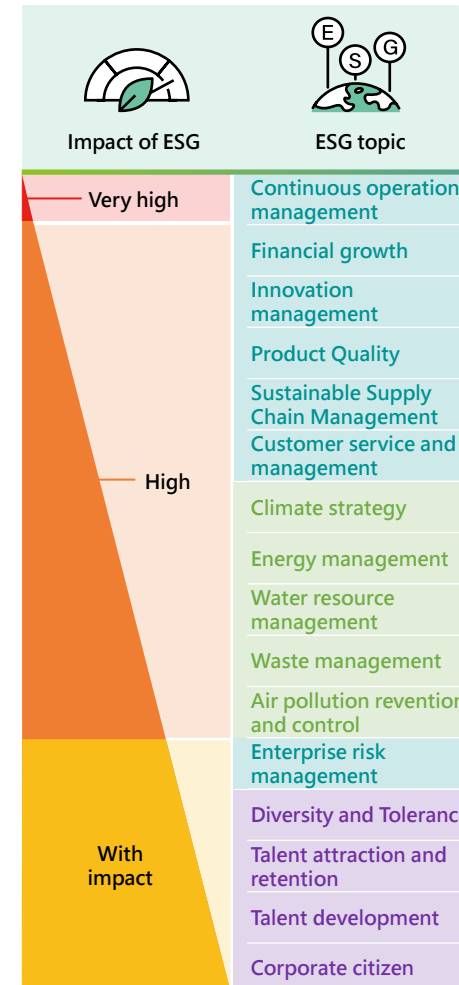 E
S
G
Impact of ESG
ESG topic
Very high
Continuous operation
management
Financial growth
Innovation
management
Product Quality
Sustainable Supply
Chain Management
Customer service and
management
High
Climate strategy
Energy management
Water resource
management
Waste management
Air pollution revention
and control
Enterprise risk
management
Diversity and Toleranc
With
impact
Talent attraction and
retention
Talent development
Corporate citizen